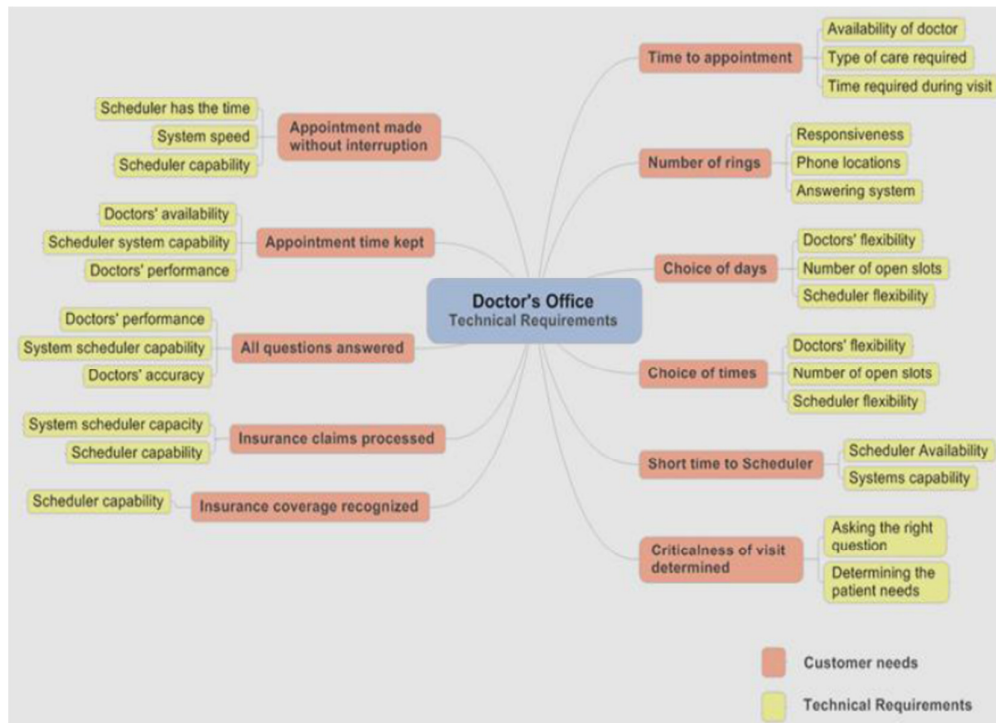 Doctor's Office
Technical Requirements
Appointment made
without interruption
Scheduler has the time
System speed
Scheduler capability
Appointment time kept
Doctors' availability
Scheduler system capability
Doctors' performance
All questions answered
Doctors' performance
System scheduler capability
Doctors' accuracy
Insurance claims processed
System scheduler capacity
Scheduler capability
Insurance coverage recognized
Scheduler capability
Time to appointment
Availability of doctor
Type of care required
Time required during visit
Number of rings
Responsiveness
Phone locations
Answering system
Choice of days
Doctors' flexibility
Number of open slots
Scheduler flexibility
Choice of times
Doctors' flexibility
Number of open slots
Scheduler flexibility
Short time to Scheduler
Scheduler Availability
Systems capability
Criticalness of visit
determined
Asking the right
question
Determining the
patient needs
Customer needs
Technical Requirements